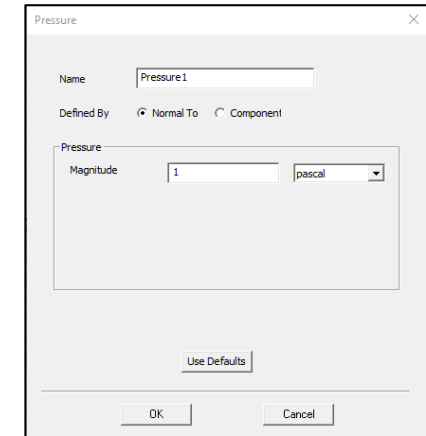 Pressure
Name Pressure1
Defined By Normal To Component
Pressure
Magnitude 1 pascal
Use Defaults
OK Cancel